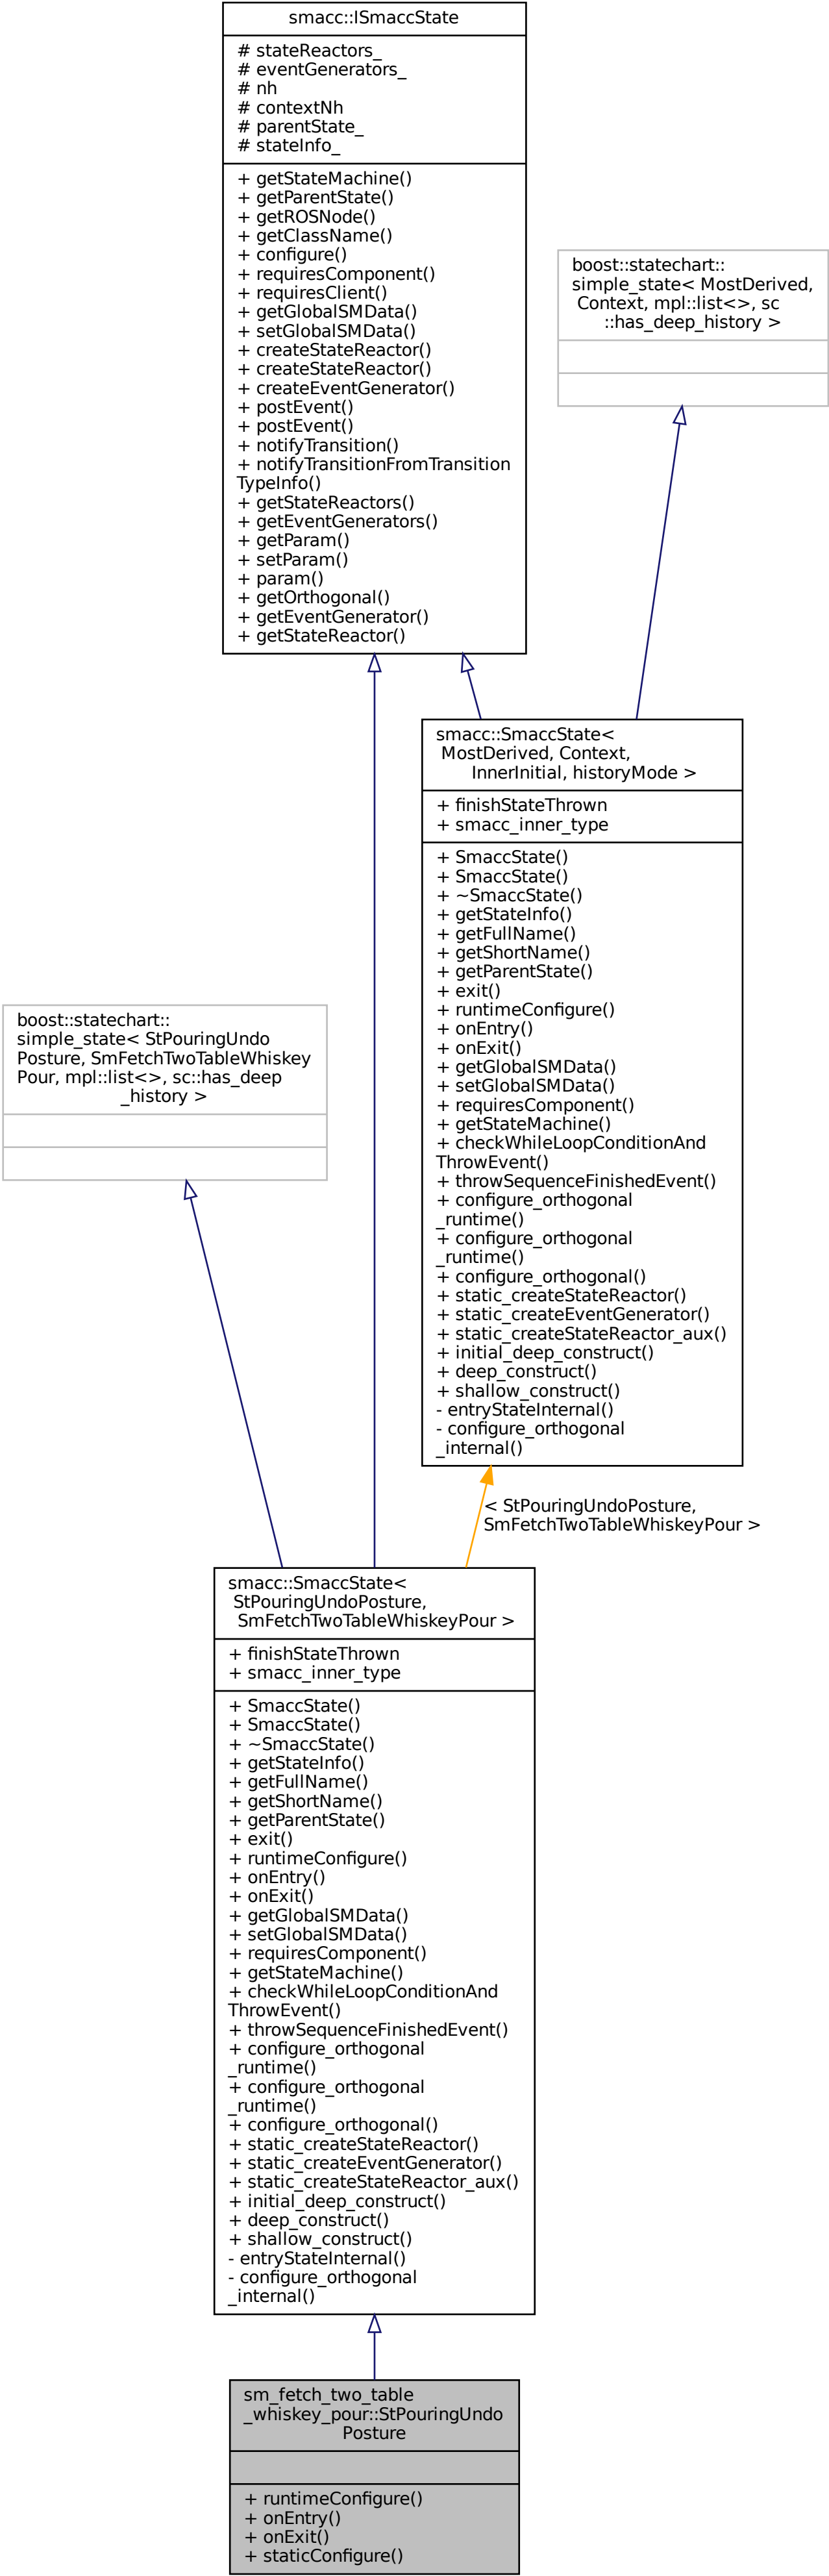 smacc::ISmaccState
# stateReactors_
# eventGenerators_
# nh
# contextNh
# parentState_
# stateInfo_
+ getStateMachine()
+ getParentState()
+ getROSNode()
+ getClassName()
+ configure()
+ requiresComponent()
+ requiresClient()
+ getGlobalSMData()
+ setGlobalSMData()
+ createStateReactor()
+ createStateReactor()
+ createEventGenerator()
+ postEvent()
+ postEvent()
+ notifyTransition()
+ notifyTransitionFromTransition
TypeInfo()
+ getStateReactors()
+ getEventGenerators()
+ getParam()
+ setParam()
+ param()
+ getOrthogonal()
+ getEventGenerator()
+ getStateReactor()
boost::statechart::
simple_state< MostDerived,
Context, mpl::list<>, sc
::has_deep_history >
smacc::SmaccState<
MostDerived, Context,
InnerInitial, historyMode >
+ finishStateThrown
+ smacc_inner_type
+ SmaccState()
+ SmaccState()
+ ~SmaccState()
+ getStateInfo()
+ getFullName()
+ getShortName()
+ getParentState()
+ exit()
+ runtimeConfigure()
+ onEntry()
+ onExit()
+ getGlobalSMData()
+ setGlobalSMData()
+ requiresComponent()
+ getStateMachine()
+ checkWhileLoopConditionAnd
ThrowEvent()
+ throwSequenceFinishedEvent()
+ configure_orthogonal
_runtime()
+ configure_orthogonal
_runtime()
+ configure_orthogonal()
+ static_createStateReactor()
+ static_createEventGenerator()
+ static_createStateReactor_aux()
+ initial_deep_construct()
+ deep_construct()
+ shallow_construct()
- entryStateInternal()
- configure_orthogonal
_internal()
boost::statechart::
simple_state< StPouringUndo
Posture, SmFetchTwoTableWhiskey
Pour, mpl::list<>, sc::has_deep
_history >
< StPouringUndoPosture,
SmFetchTwoTableWhiskeyPour >
smacc::SmaccState<
StPouringUndoPosture,
SmFetchTwoTableWhiskeyPour >
+ finishStateThrown
+ smacc_inner_type
+ SmaccState()
+ SmaccState()
+ ~SmaccState()
+ getStateInfo()
+ getFullName()
+ getShortName()
+ getParentState()
+ exit()
+ runtimeConfigure()
+ onEntry()
+ onExit()
+ getGlobalSMData()
+ setGlobalSMData()
+ requiresComponent()
+ getStateMachine()
+ checkWhileLoopConditionAnd
ThrowEvent()
+ throwSequenceFinishedEvent()
+ configure_orthogonal
_runtime()
+ configure_orthogonal
_runtime()
+ configure_orthogonal()
+ static_createStateReactor()
+ static_createEventGenerator()
+ static_createStateReactor_aux()
+ initial_deep_construct()
+ deep_construct()
+ shallow_construct()
- entryStateInternal()
- configure_orthogonal
_internal()
sm_fetch_two_table
_whiskey_pour::StPouringUndo
Posture
+ runtimeConfigure()
+ onEntry()
+ onExit()
+ staticConfigure()